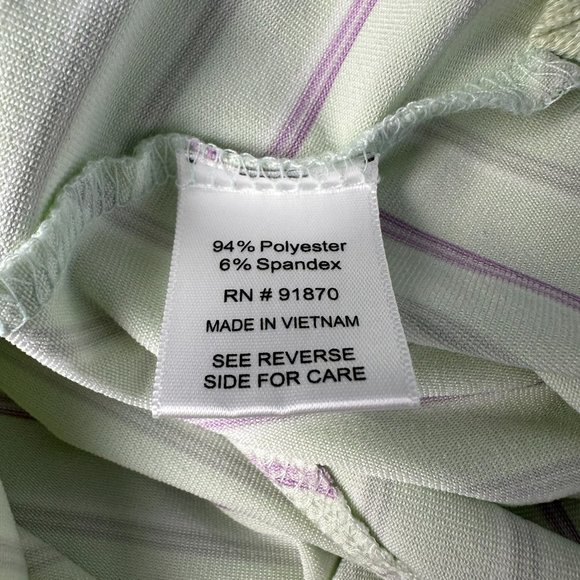 94% Polyester
6% Spandex
RN # 91870
MADE IN VIETNAM
SEE REVERSE
SIDE FOR CARE